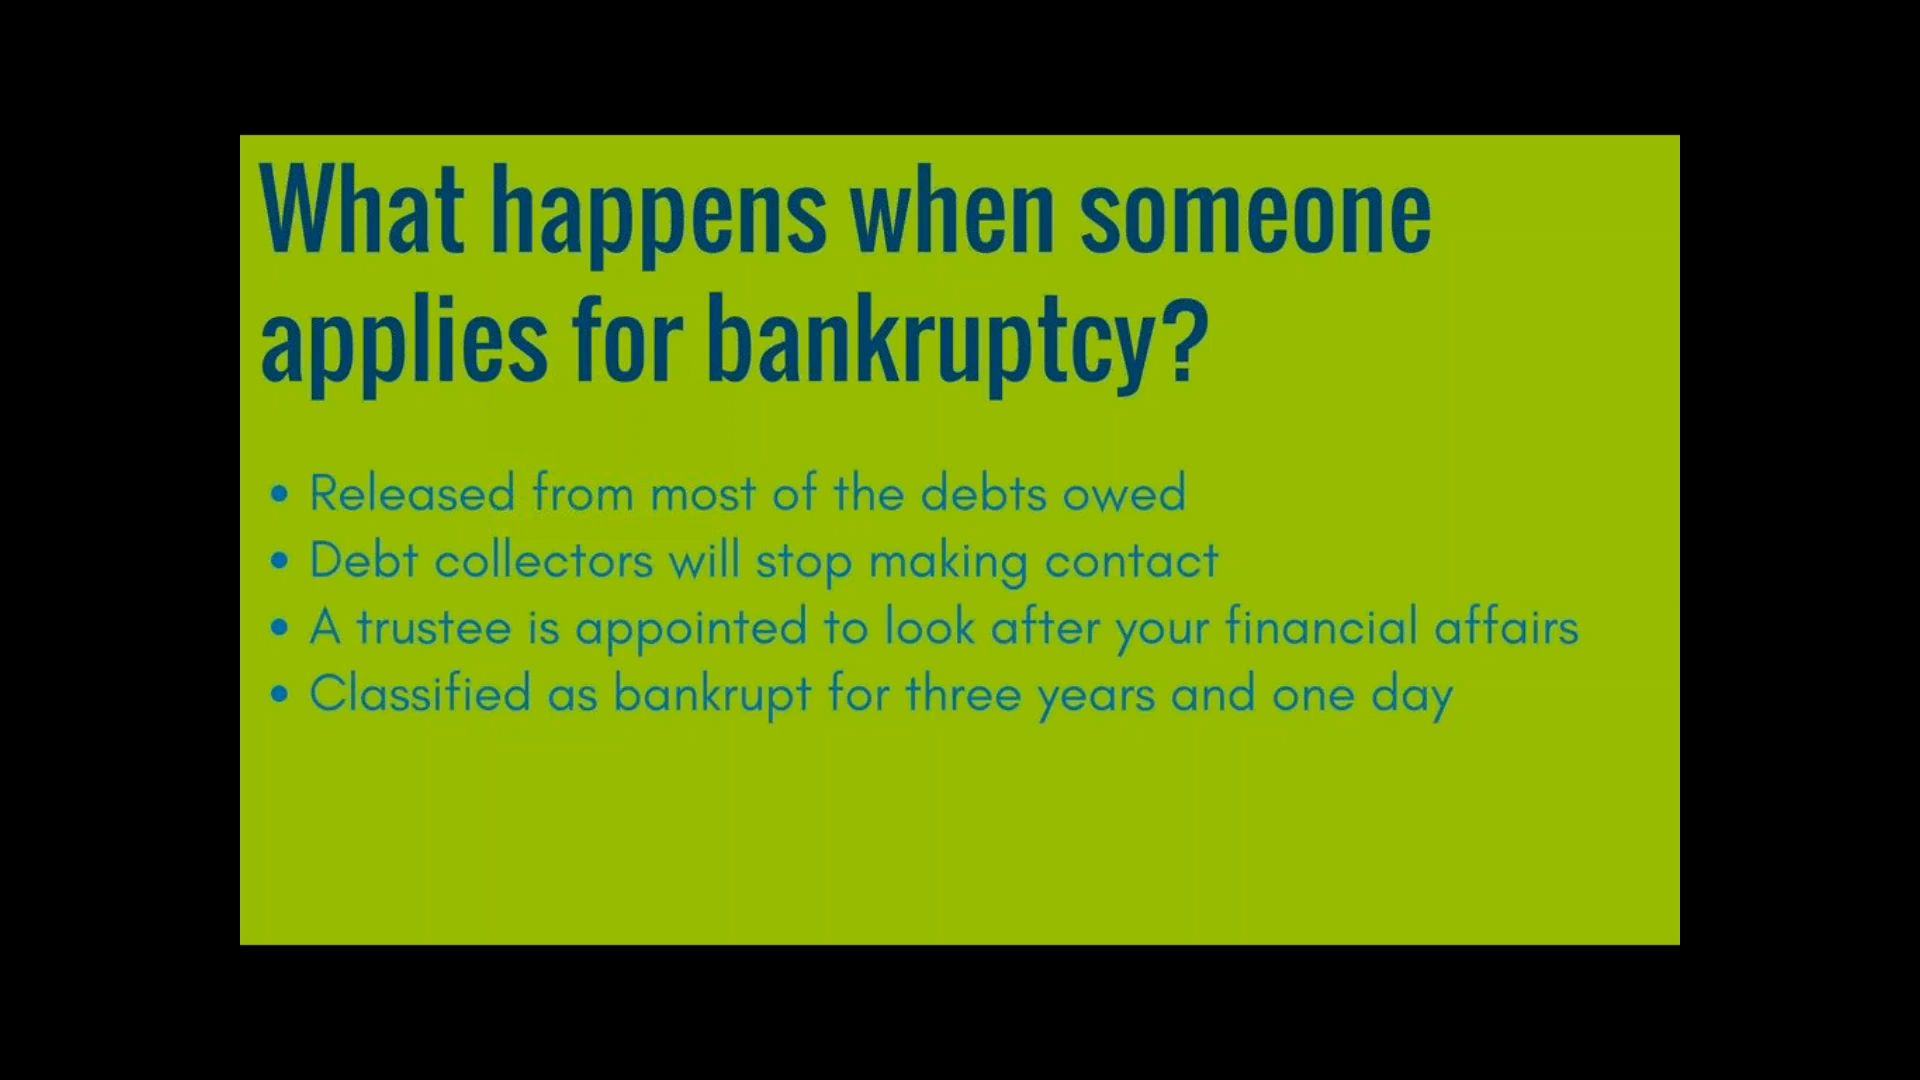 What happens when someone
applies for bankruptcy?
• Released from most of the debts owed
• Debt collectors will stop making contact
• A trustee is appointed to look after your financial affairs
• Classified as bankrupt for three years and one day